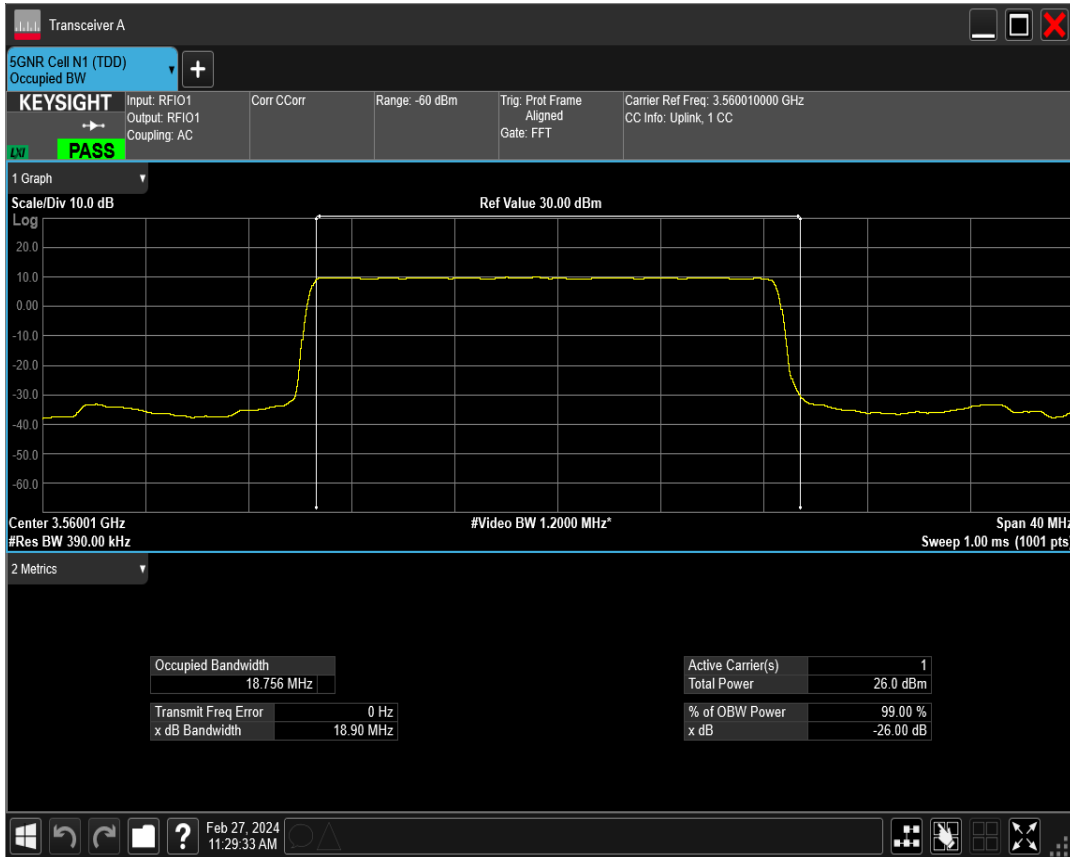 Transceiver A
5GNR Cell N1 (TDD)
Occupied BW
+
KEYSIGHT
LXI
PASS
Input: RFIO1
Output: RFIO1
Coupling: AC
Corr CCorr
Range: -60 dBm
Trig: Prot Frame
Aligned
Gate: FFT
Carrier Ref Freq: 3.560010000 GHz
CC Info: Uplink, 1 CC
1 Graph
Scale/Div 10.0 dB
Ref Value 30.00 dBm
Log
20.0
10.0
0.00
-10.0
-20.0
-30.0
-40.0
-50.0
-60.0
Center 3.56001 GHz
#Video BW 1.2000 MHz*
Span 40 MHz
#Res BW 390.00 kHz
Sweep 1.00 ms (1001 pts)
2 Metrics
Occupied Bandwidth
18.756 MHz
Transmit Freq Error 0 Hz
x dB Bandwidth 18.90 MHz
Active Carrier(s) 1
Total Power 26.0 dBm
% of OBW Power 99.00 %
x dB -26.00 dB
?
Feb 27, 2024
11:29:33 AM